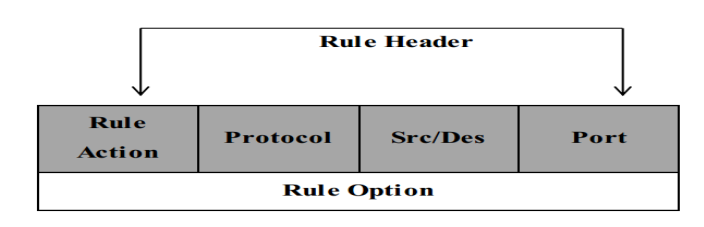 Rule Header
Rule Action
Protocol
Src/Des
Port
Rule Option